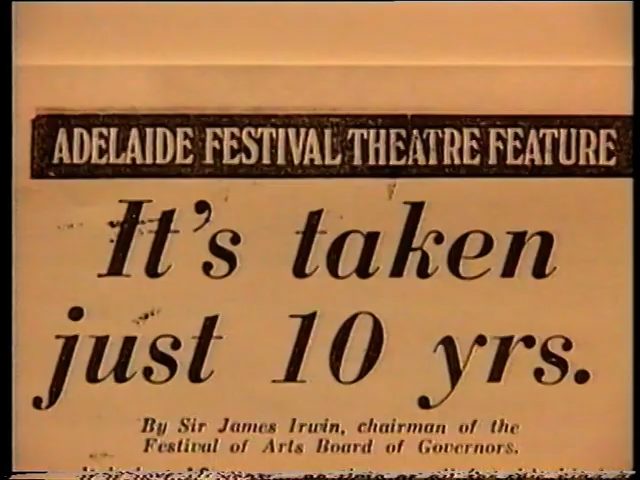 ADELAIDE FESTIVAL THEATRE FEATURE
It's taken
just 10 yrs.
By Sir James Irwin, chairman of the
Festival of Arts Board of Governors.